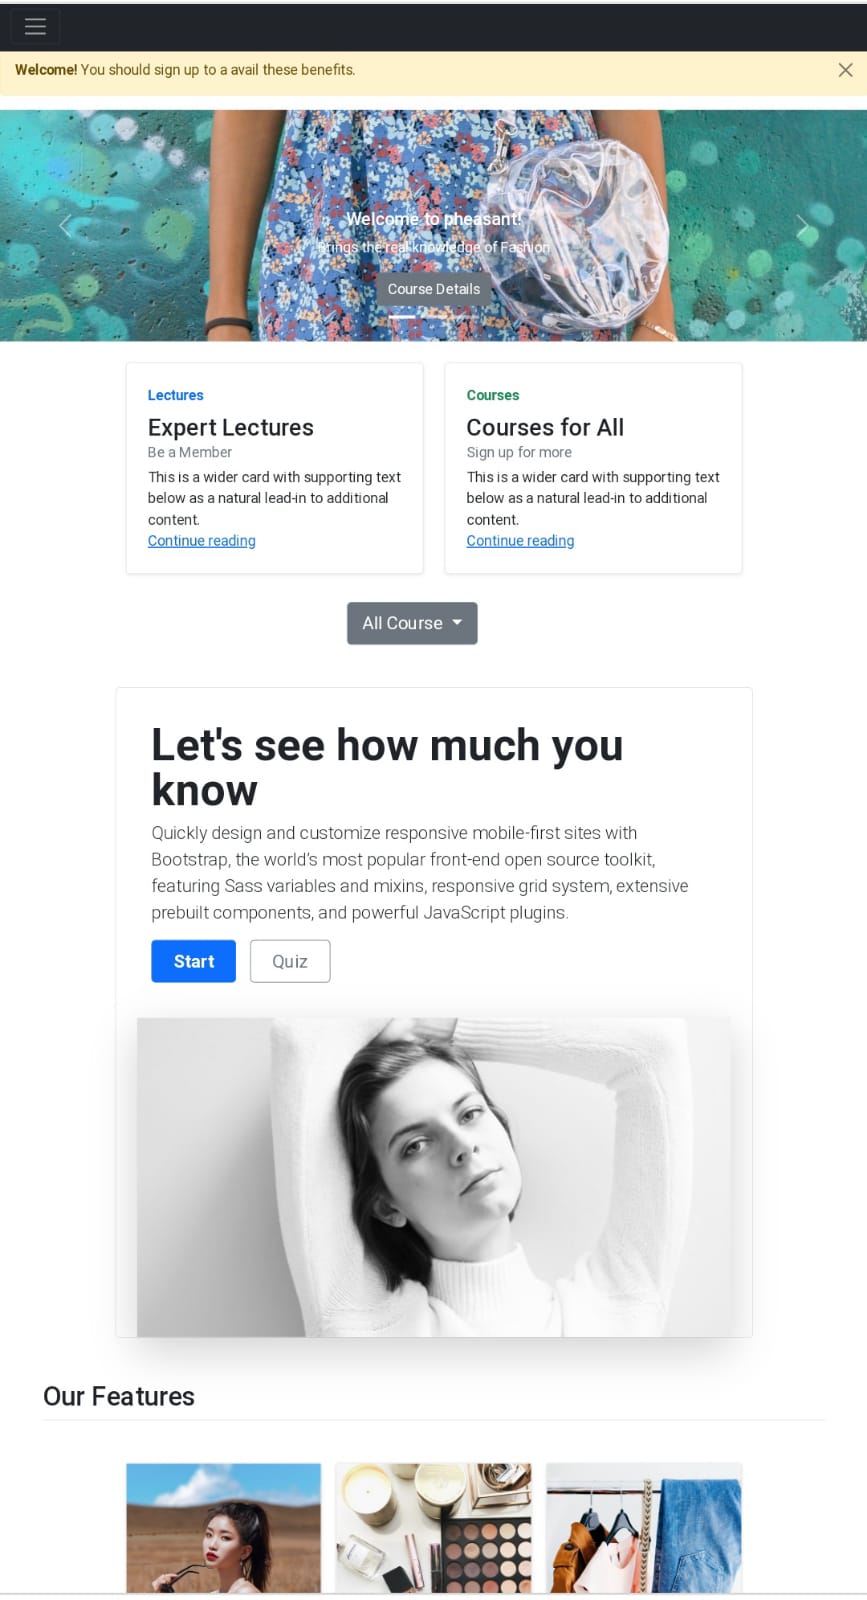 Welcome! You should sign up to a avail these benefits.
Welcome to pheasant!
Brings the real knowledge of Fashion
Course Details
Lectures
Expert Lectures
Be a Member
This is a wider card with supporting text
below as a natural lead-in to additional
content.
Continue reading
Courses
Courses for All
Sign up for more
This is a wider card with supporting text
below as a natural lead-in to additional
content.
Continue reading
All Course
Let's see how much you
know
Quickly design and customize responsive mobile-first sites with
Bootstrap, the world's most popular front-end open source toolkit,
featuring Sass variables and mixins, responsive grid system, extensive
prebuilt components, and powerful JavaScript plugins.
Start
Quiz
Our Features